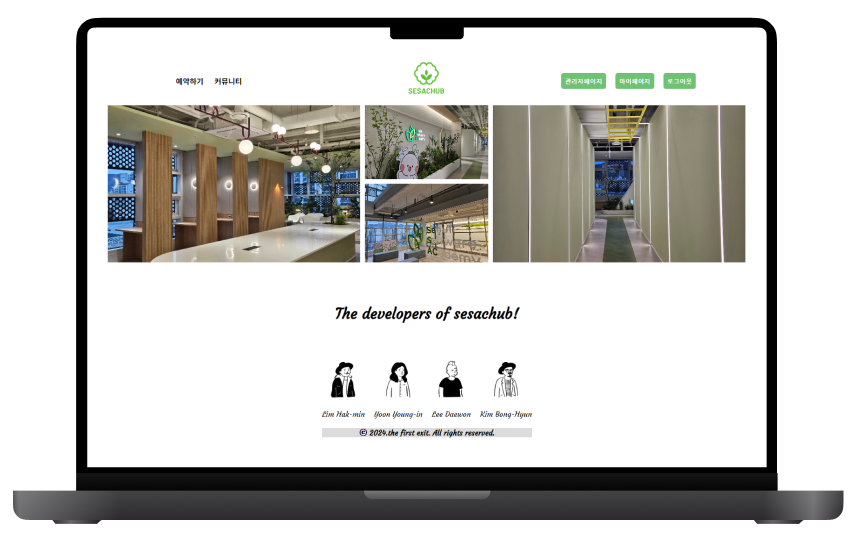 예약하기 커뮤니티
SESACHUB
관리자페이지 마이페이지 로그아웃
SE
S
AC
The developers of sesachub!
Lim Hak-min Yoon Young-in Lee Daewon Kim Bong-Hyun
© 2024.the first exit. All rights reserved.